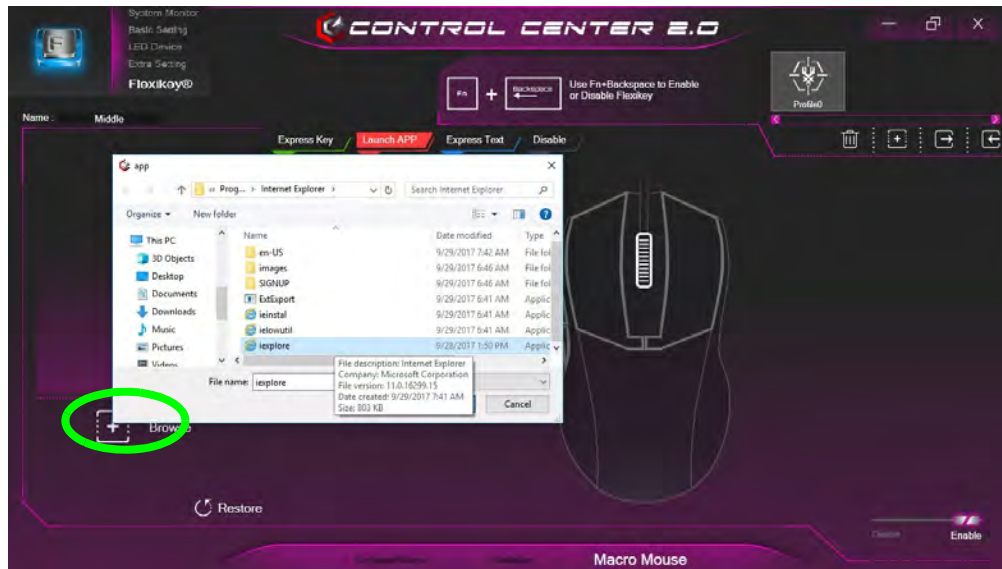 System Monitor
Basic Setting
LED Device
Extra Setting
Flexikey®
CONTROL CENTER 2.0
Fn + Backspace
Use Fn+Backspace to Enable
or Disable Flexikey
Profile0
Name : Middle
Express Key / Launch APP / Express Text / Disable
app
« Prog... > Internet Explorer >
Search Internet Explorer
Organize
New folder
Name Date modified Type
This PC
3D Objects
Desktop
Documents
Downloads
Music
Pictures
Videos
en-US 9/29/2017 7:42 AM File fol
images 9/29/2017 6:46 AM File fol
SIGNUP 9/29/2017 6:46 AM File fol
ExtExport 9/29/2017 6:41 AM Applic
ieinstal 9/29/2017 6:41 AM Applic
ielowutil 9/29/2017 6:41 AM Applic
iexplore 9/28/2017 1:50 PM Applic
File description: Internet Explorer
Company: Microsoft Corporation
File version: 11.0.16299.15
Date created: 9/29/2017 7:41 AM
Size: 803 KB
File name: iexplore
Cancel
Browse
Restore
Enable
Macro Mouse